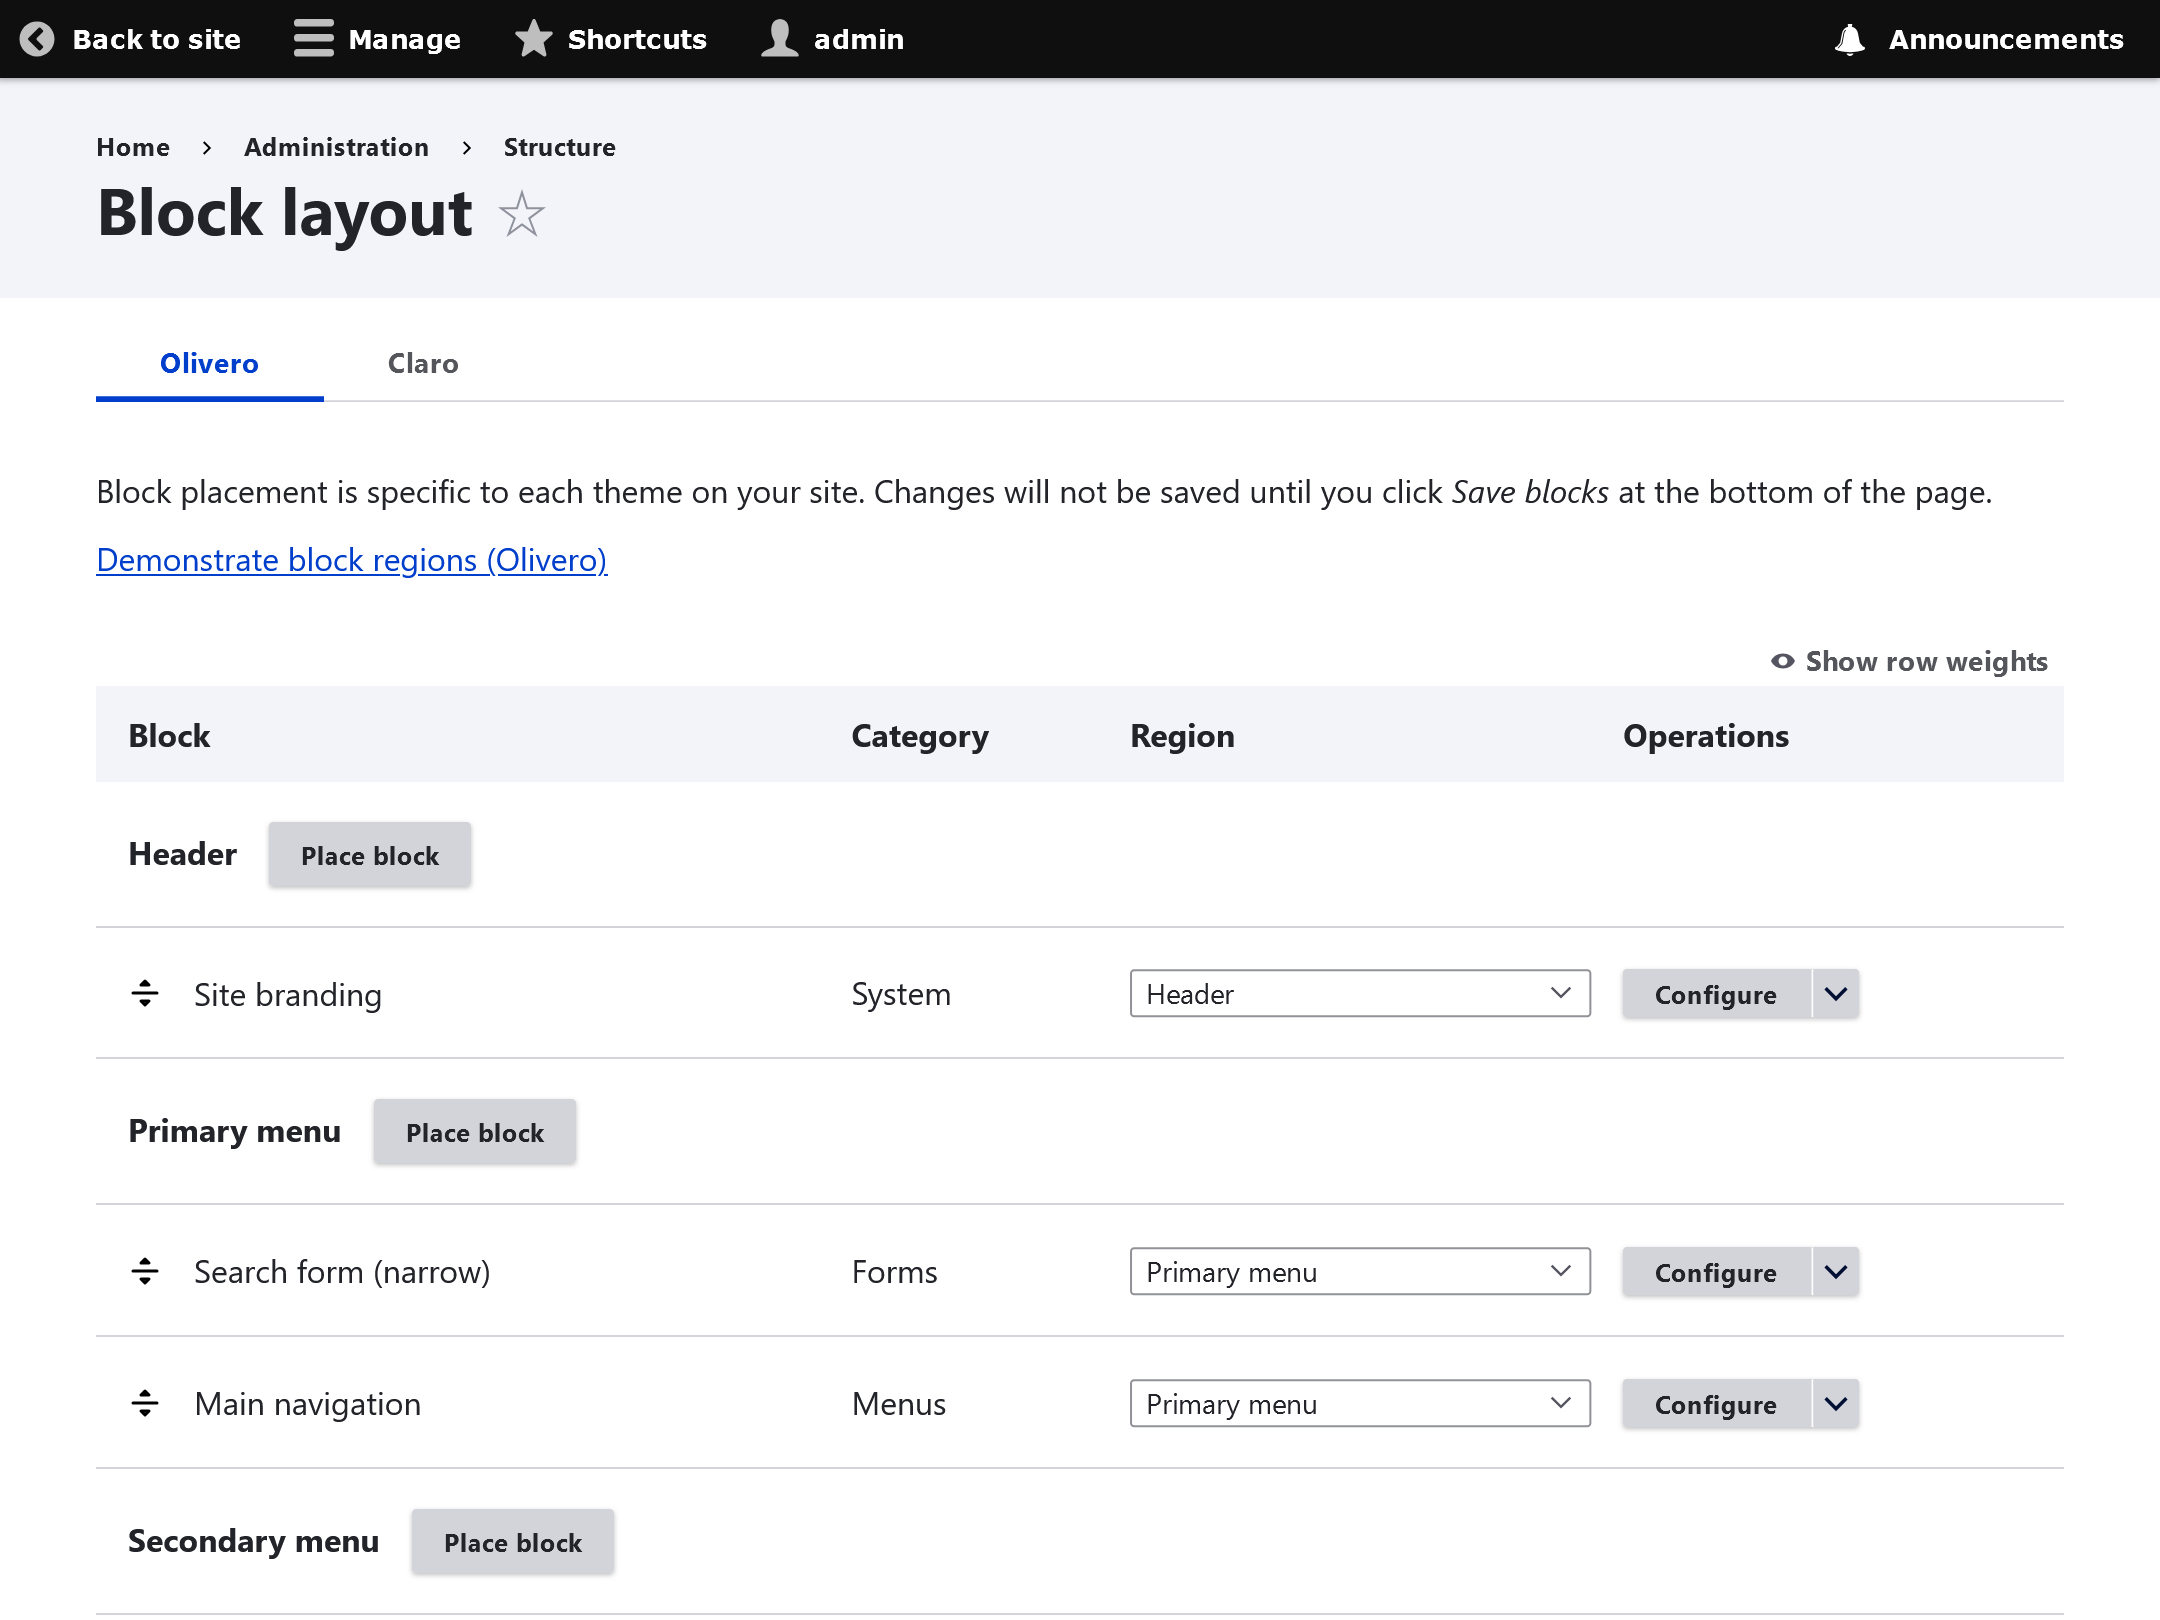 Back to site Manage Shortcuts admin Announcements
Home > Administration > Structure
Block layout
Olivero Claro
Block placement is specific to each theme on your site. Changes will not be saved until you click Save blocks at the bottom of the page.
Demonstrate block regions (Olivero)
Show row weights
Block Category Region Operations
Header Place block
Site branding System Header Configure
Primary menu Place block
Search form (narrow) Forms Primary menu Configure
Main navigation Menus Primary menu Configure
Secondary menu Place block